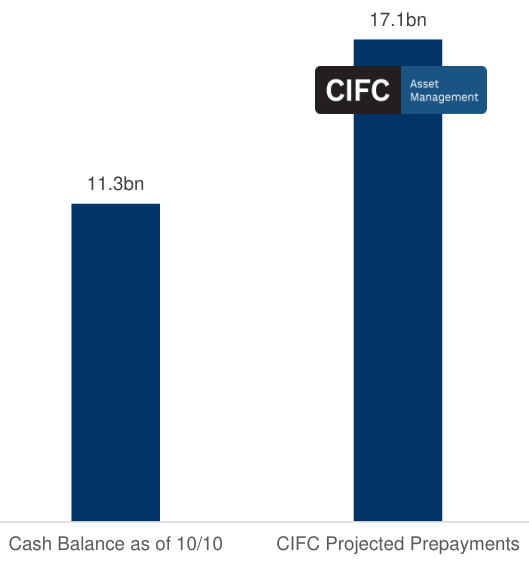 17.1bn
CIFC
Asset
Management
11.3bn
Cash Balance as of 10/10
CIFC Projected Prepayments